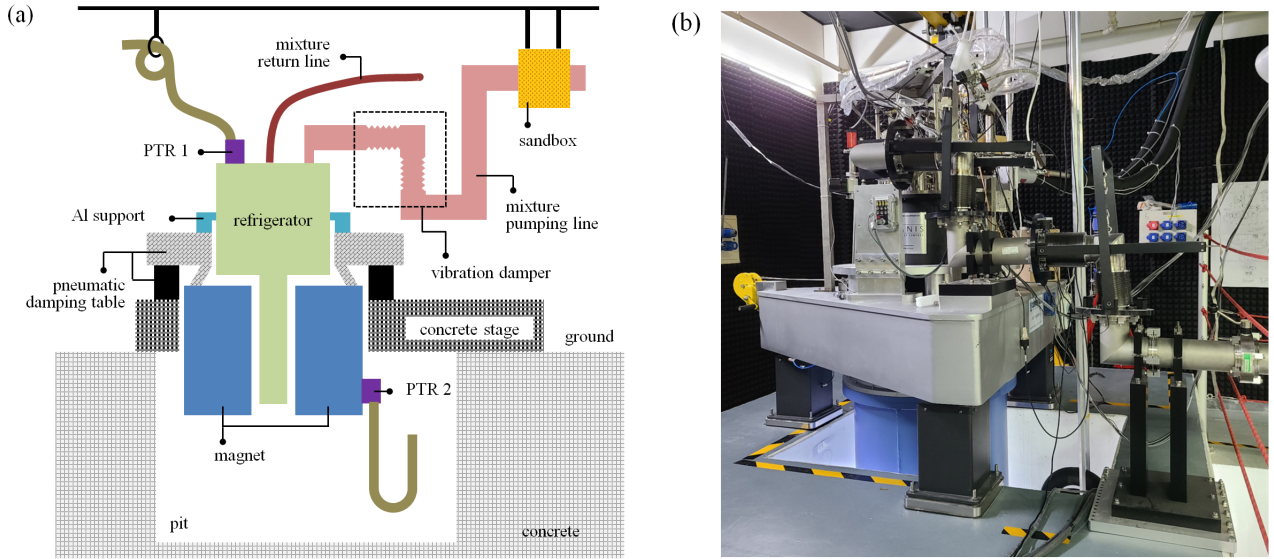 (a)
(b)
mixture
return line
PTR 1
sandbox
mixture
pumping line
Al support
refrigerator
vibration damper
pneumatic
damping table
concrete stage
ground
PTR 2
magnet
pit
concrete
NIS